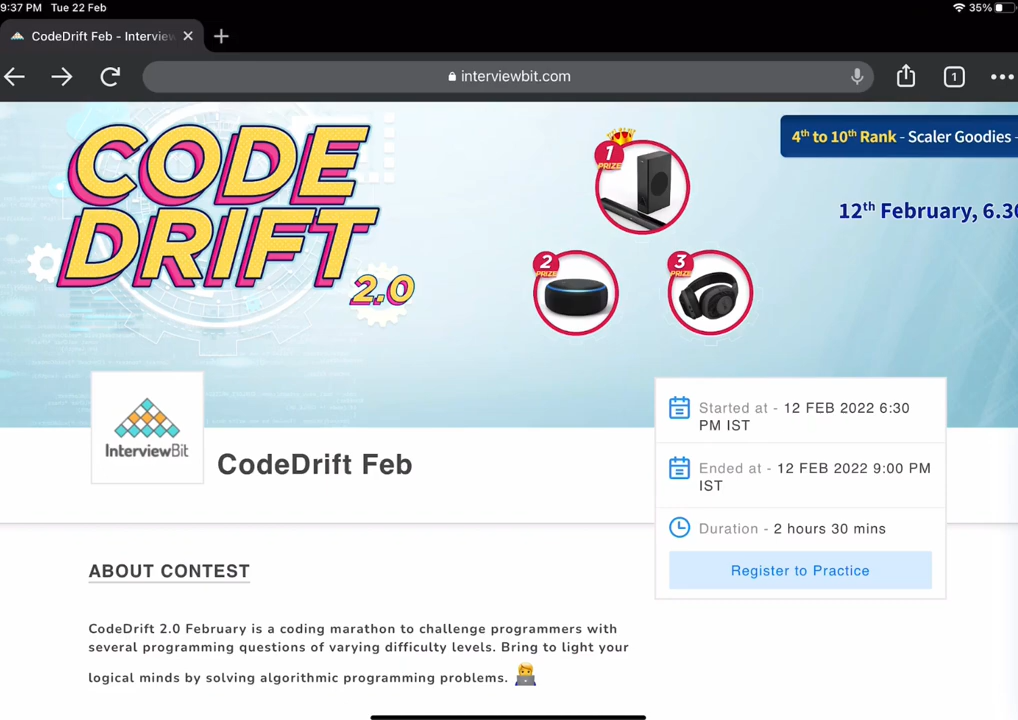 9:37 PM Tue 22 Feb
35%
CodeDrift Feb - Interview
interviewbit.com
1
CODE
DRIFT
2.0
1
PRIZE
2
PRIZE
3
PRIZE
4th to 10th Rank - Scaler Goodies -
12th February, 6.30
InterviewBit
CodeDrift Feb
Started at - 12 FEB 2022 6:30
PM IST
Ended at - 12 FEB 2022 9:00 PM
IST
Duration - 2 hours 30 mins
Register to Practice
ABOUT CONTEST
CodeDrift 2.0 February is a coding marathon to challenge programmers with
several programming questions of varying difficulty levels. Bring to light your
logical minds by solving algorithmic programming problems.